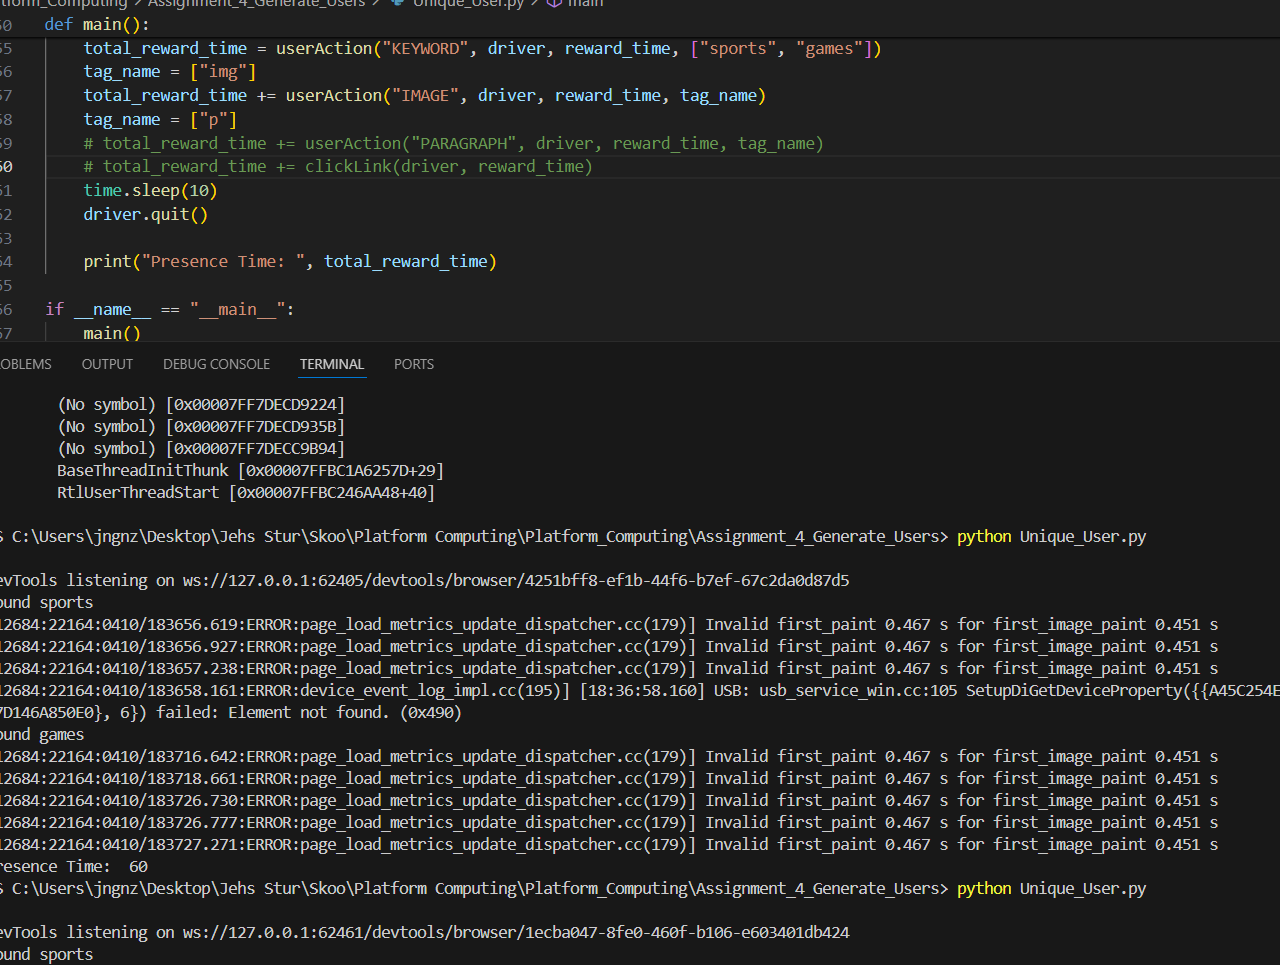 tform_Computing > Assignment_4_Generate_Users > Unique_User.py > main
50 def main():
55 total_reward_time = userAction("KEYWORD", driver, reward_time, ["sports", "games"])
56 tag_name = ["img"]
57 total_reward_time += userAction("IMAGE", driver, reward_time, tag_name)
58 tag_name = ["p"]
59 # total_reward_time += userAction("PARAGRAPH", driver, reward_time, tag_name)
60 # total_reward_time += clickLink(driver, reward_time)
61 time.sleep(10)
62 driver.quit()
63
64 print("Presence Time: ", total_reward_time)
65
66 if __name__ == "__main__":
67 main()
OBLEMS OUTPUT DEBUG CONSOLE TERMINAL PORTS
(No symbol) [0x00007FF7DECD9224]
(No symbol) [0x00007FF7DECD935B]
(No symbol) [0x00007FF7DECC9B94]
BaseThreadInitThunk [0x00007FFBC1A6257D+29]
RtlUserThreadStart [0x00007FFBC246AA48+40]
S C:\Users\jngnz\Desktop\Jehs Stur\Skoo\Platform Computing\Platform_Computing\Assignment_4_Generate_Users> python Unique_User.py
evTools listening on ws://127.0.0.1:62405/devtools/browser/4251bff8-ef1b-44f6-b7ef-67c2da0d87d5
ound sports
12684:22164:0410/183656.619:ERROR:page_load_metrics_update_dispatcher.cc(179)] Invalid first_paint 0.467 s for first_image_paint 0.451 s
12684:22164:0410/183656.927:ERROR:page_load_metrics_update_dispatcher.cc(179)] Invalid first_paint 0.467 s for first_image_paint 0.451 s
12684:22164:0410/183657.238:ERROR:page_load_metrics_update_dispatcher.cc(179)] Invalid first_paint 0.467 s for first_image_paint 0.451 s
12684:22164:0410/183658.161:ERROR:device_event_log_impl.cc(195)] [18:36:58.160] USB: usb_service_win.cc:105 SetupDiGetDeviceProperty({{A45C254E
7D146A850E0}, 6}) failed: Element not found. (0x490)
ound games
12684:22164:0410/183716.642:ERROR:page_load_metrics_update_dispatcher.cc(179)] Invalid first_paint 0.467 s for first_image_paint 0.451 s
12684:22164:0410/183718.661:ERROR:page_load_metrics_update_dispatcher.cc(179)] Invalid first_paint 0.467 s for first_image_paint 0.451 s
12684:22164:0410/183726.730:ERROR:page_load_metrics_update_dispatcher.cc(179)] Invalid first_paint 0.467 s for first_image_paint 0.451 s
12684:22164:0410/183726.777:ERROR:page_load_metrics_update_dispatcher.cc(179)] Invalid first_paint 0.467 s for first_image_paint 0.451 s
12684:22164:0410/183727.271:ERROR:page_load_metrics_update_dispatcher.cc(179)] Invalid first_paint 0.467 s for first_image_paint 0.451 s
resence Time:  60
S C:\Users\jngnz\Desktop\Jehs Stur\Skoo\Platform Computing\Platform_Computing\Assignment_4_Generate_Users> python Unique_User.py
evTools listening on ws://127.0.0.1:62461/devtools/browser/1ecba047-8fe0-460f-b106-e603401db424
ound sports